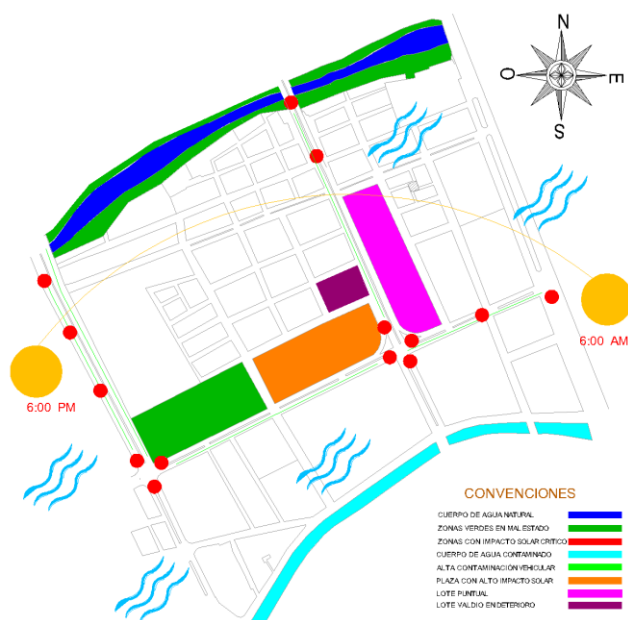 N
O
E
S
6:00 AM
6:00 PM
CONVENCIONES
CUERPO DE AGUA NATURAL
ZONAS VERDES EN MAL ESTADO
ZONAS CON IMPACTO SOLAR CRITICO
CUERPO DE AGUA CONTAMINADO
ALTA CONTAMINACIÓN VEHICULAR
PLAZA CON ALTO IMPACTO SOLAR
LOTE PUNTUAL
LOTE VALDIO EN DETERIORO